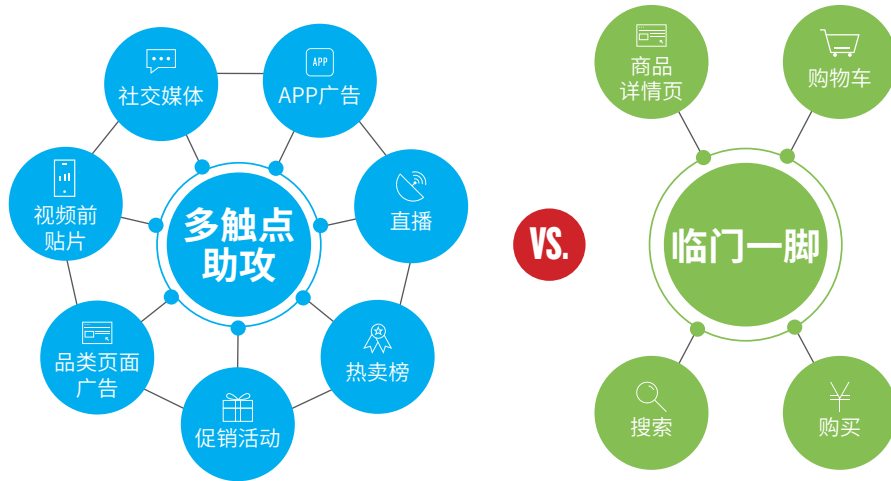 社交媒体
APP
APP广告
视频前
贴片
直播
多触点
助攻
品类页面
广告
热卖榜
促销活动
VS.
商品
详情页
购物车
临门一脚
搜索
购买